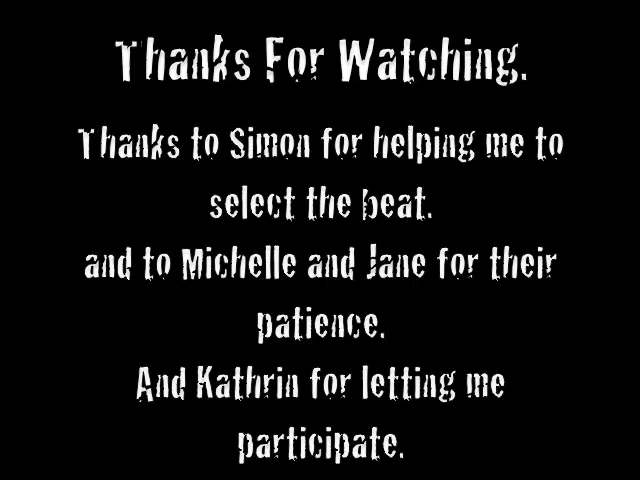 Thanks For Watching.
Thanks to Simon for helping me to
select the beat.
and to Michelle and Jane for their
patience.
And Kathrin for letting me
participate.